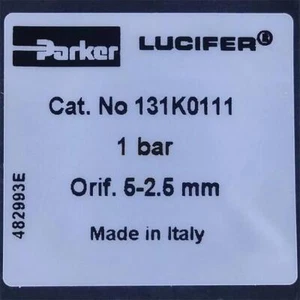 Parker LUCIFER®
Cat. No 131K0111
1 bar
Orif. 5-2.5 mm
Made in Italy
482993E